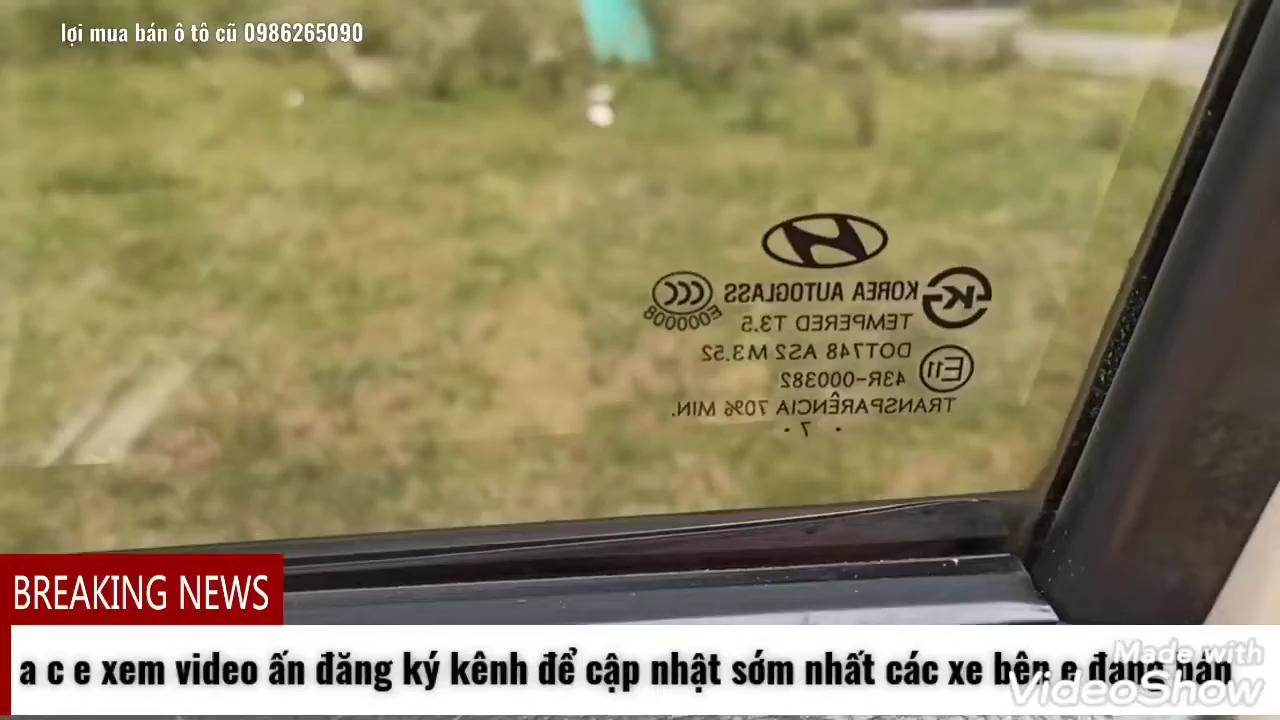 lợi mua bán ô tô cũ 0986265090
KOREA AUTOGLASS
E000008
TEMPERED T3.5
DOT748 AS2 M3.52
E11
43R-000382
TRANSPARÊNCIA 70% MIN.
· 7 ·
BREAKING NEWS
a c e xem video ấn đăng ký kênh để cập nhật sớm nhất các xe bên e đang bán
Made with
VideoShow